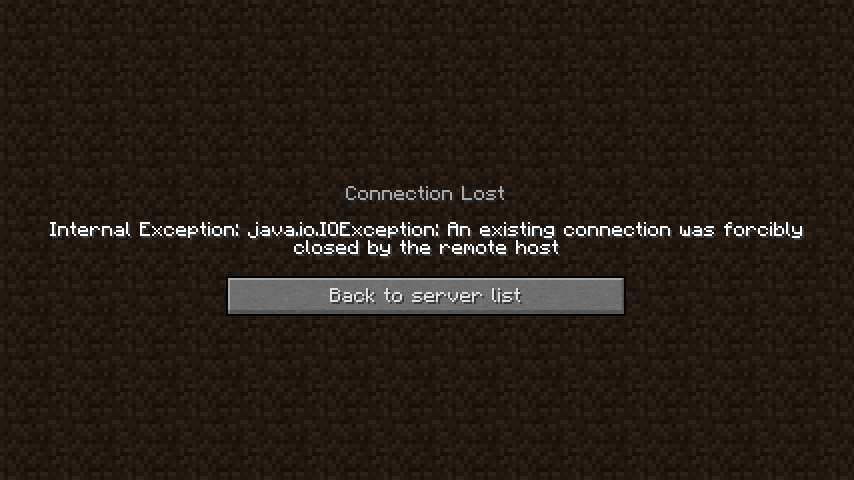 Connection Lost
Internal Exception: java.io.IOException: An existing connection was forcibly
closed by the remote host
Back to server list